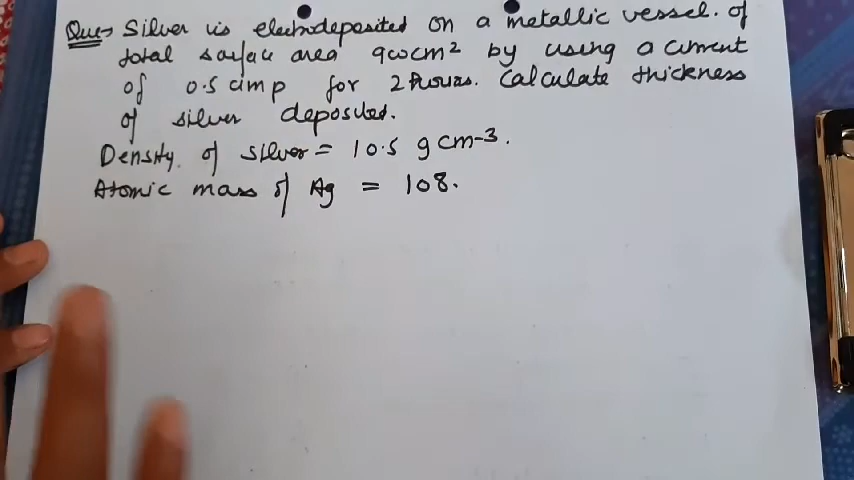 Que→ Silver is electrodeposited on a metallic vessel. of
total surface area 900cm² by using a current
of 0.5 amp for 2 hours. Calculate thickness
of silver deposited.
Density. of silver = 10.5 g cm-3.
Atomic mass of Ag = 108.